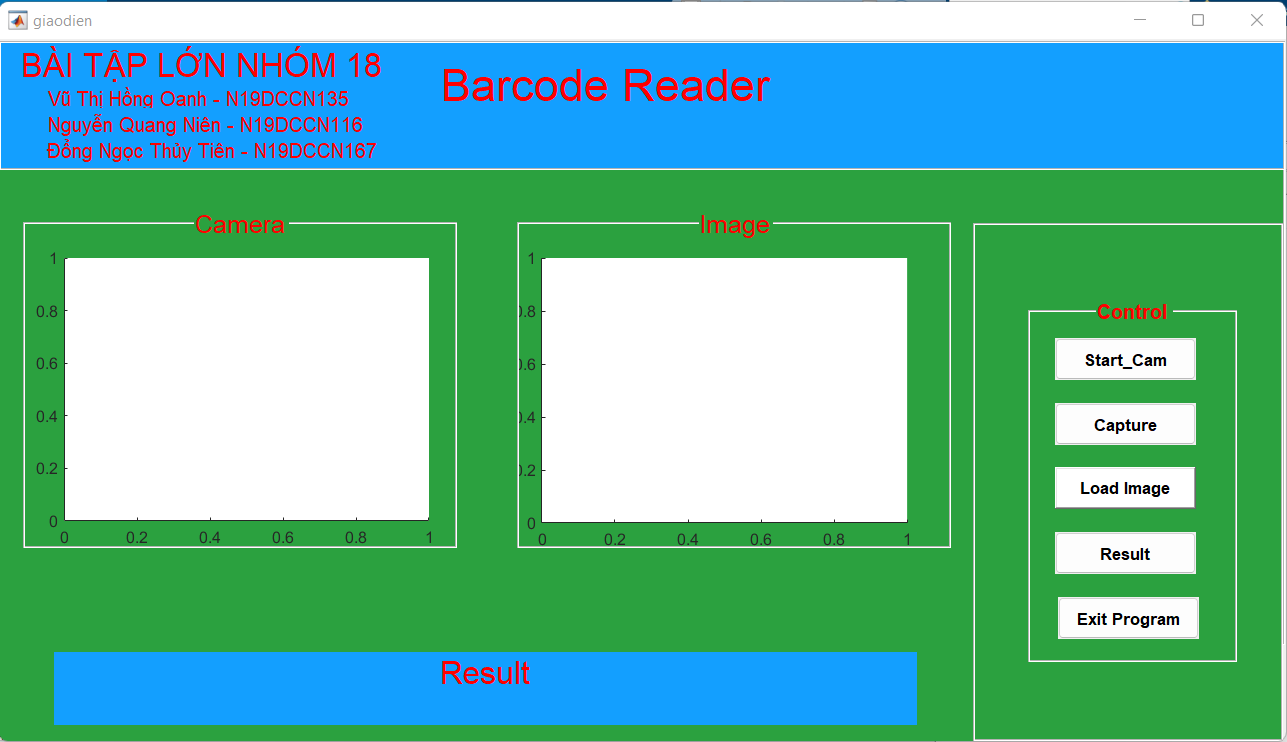 giaodien
BÀI TẬP LỚN NHÓM 18
Vũ Thị Hồng Oanh - N19DCCN135
Nguyễn Quang Niên - N19DCCN116
Đổng Ngọc Thủy Tiên - N19DCCN167
Barcode Reader
Camera
1
0.8
0.6
0.4
0.2
0
0 0.2 0.4 0.6 0.8 1
Image
1
0.8
0.6
0.4
0.2
0
0 0.2 0.4 0.6 0.8 1
Control
Start_Cam
Capture
Load Image
Result
Exit Program
Result